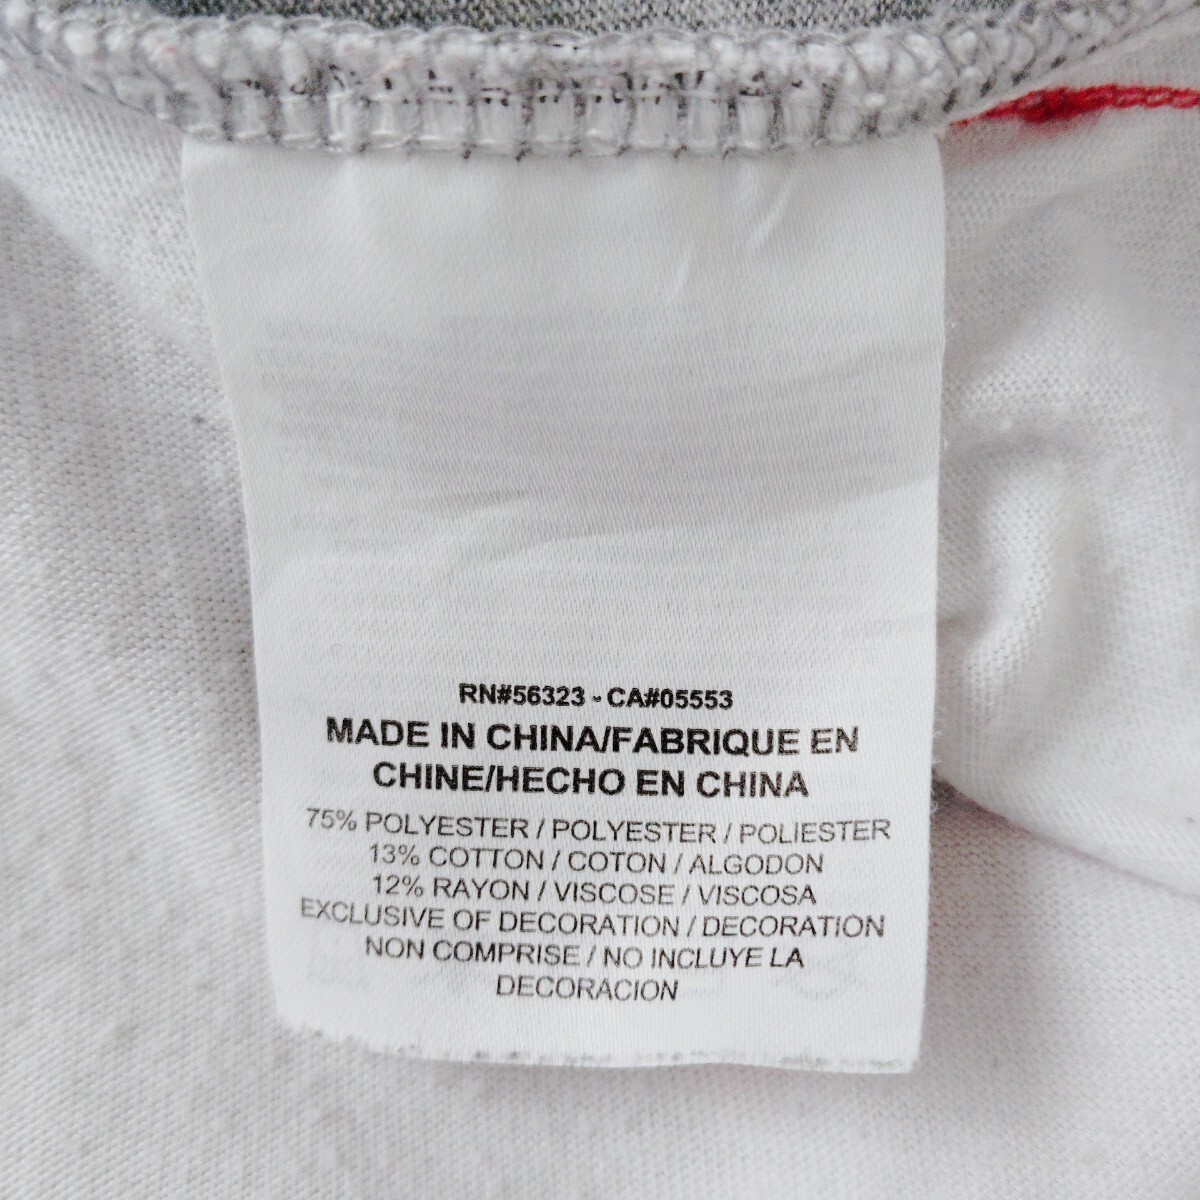 RN#56323 - CA#05553
MADE IN CHINA/FABRIQUE EN
CHINE/HECHO EN CHINA
75% POLYESTER / POLYESTER / POLIESTER
13% COTTON / COTON / ALGODON
12% RAYON / VISCOSE / VISCOSA
EXCLUSIVE OF DECORATION / DECORATION
NON COMPRISE / NO INCLUYE LA
DECORACION